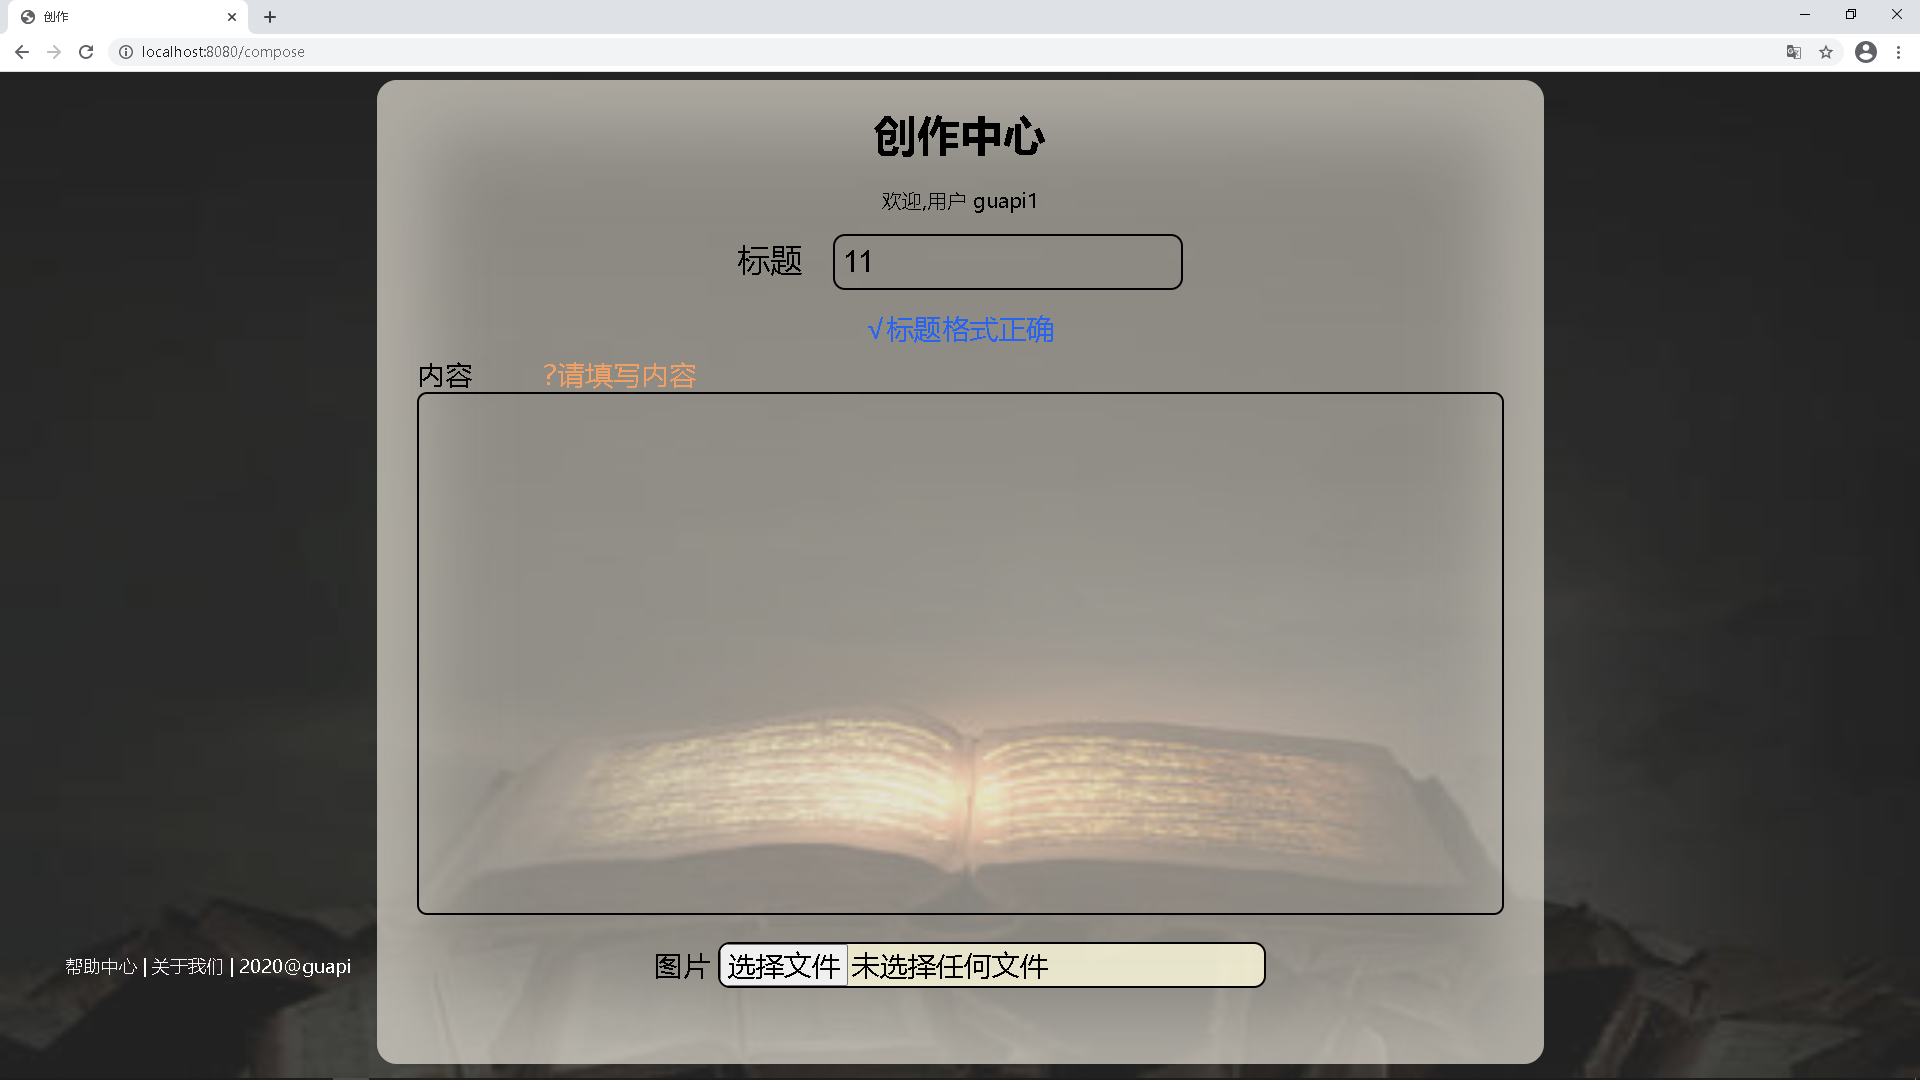 创作
localhost:8080/compose
创作中心
欢迎,用户 guapi1
标题 11
√标题格式正确
内容 ?请填写内容
图片 选择文件 未选择任何文件
帮助中心 | 关于我们 | 2020@guapi